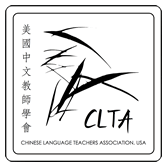 美國中文教師學會
CLTA
CHINESE LANGUAGE TEACHERS ASSOCIATION, USA